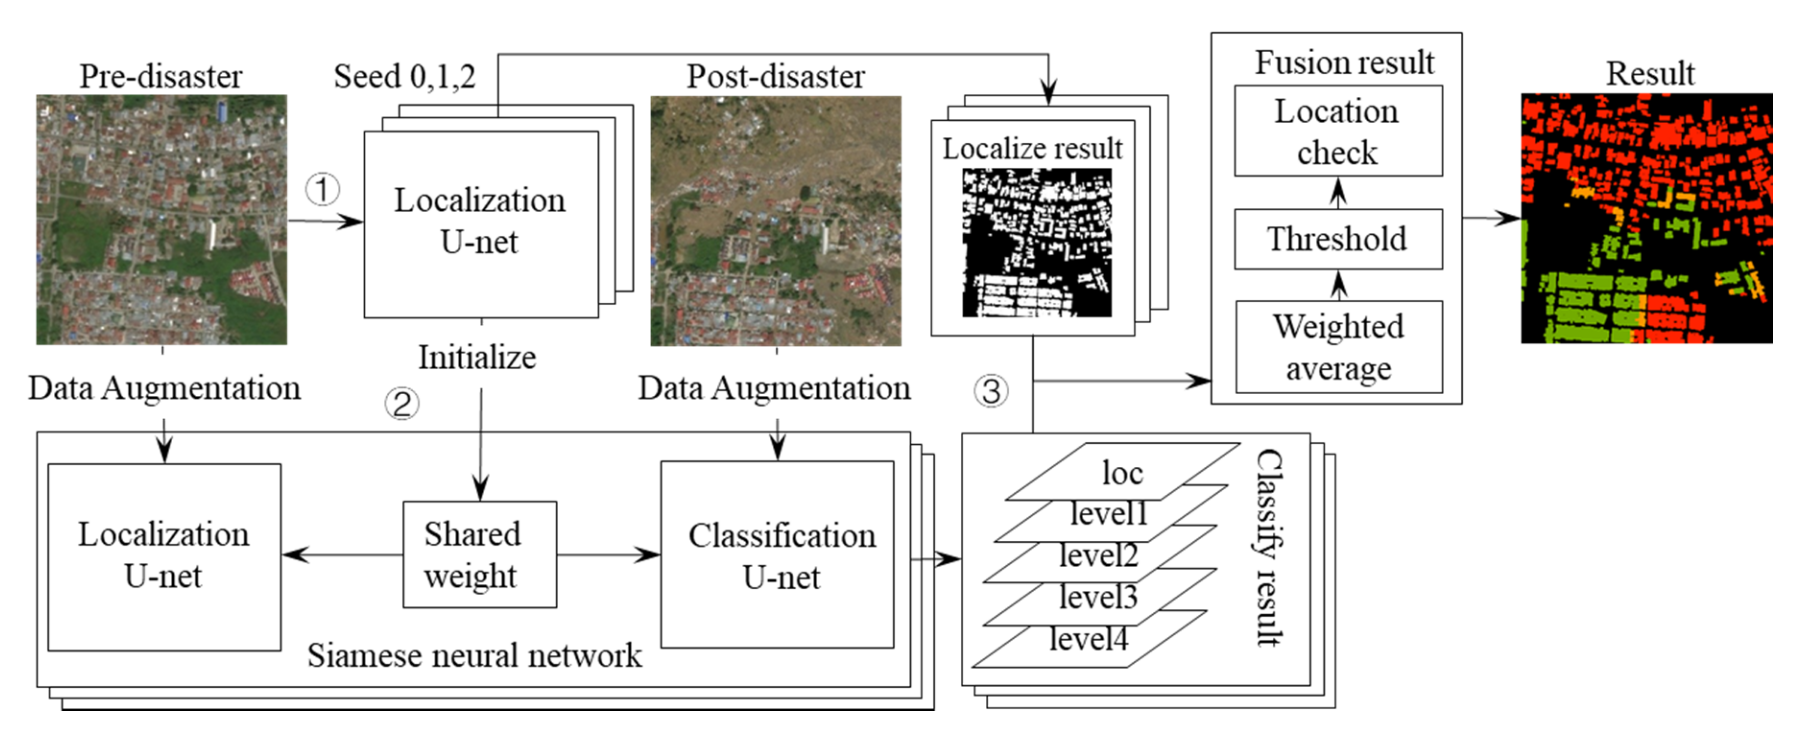 Pre-disaster
Seed 0,1,2
Post-disaster
Fusion result
Result
Location
check
Localize result
①
Localization
U-net
Threshold
Weighted
average
Initialize
Data Augmentation
②
Data Augmentation
③
loc
level1
level2
level3
level4
Classify result
Localization
U-net
Shared
weight
Classification
U-net
Siamese neural network